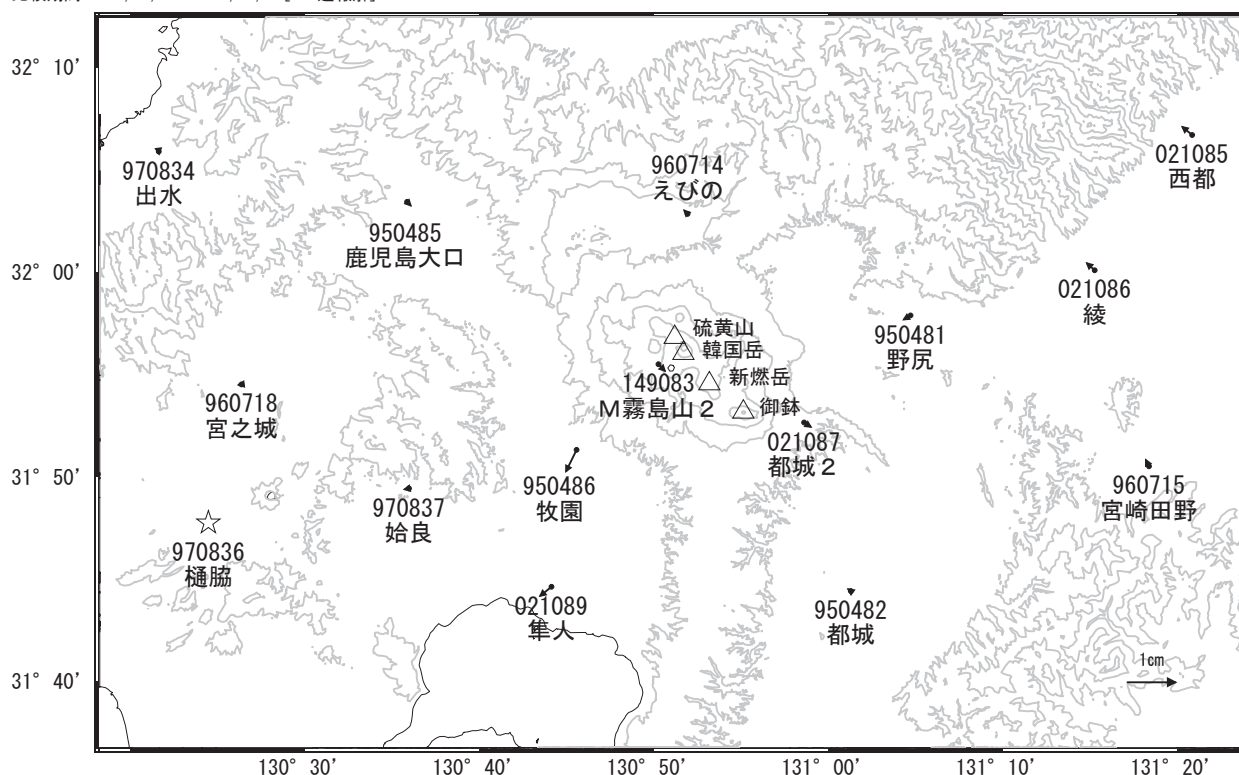 32° 10'
970834
出水
950485
鹿児島大口
960714
えびの
021085
西都
32° 00'
021086
綾
950481
野尻
硫黄山
韓国岳
新燃岳
御鉢
149083
M霧島山2
960718
宮之城
021087
都城2
31° 50'
950486
牧園
960715
宮崎田野
970837
姶良
970836
樋脇
021089
隼人
950482
都城
1cm
31° 40'
130° 30'
130° 40'
130° 50'
131° 00'
131° 10'
131° 20'